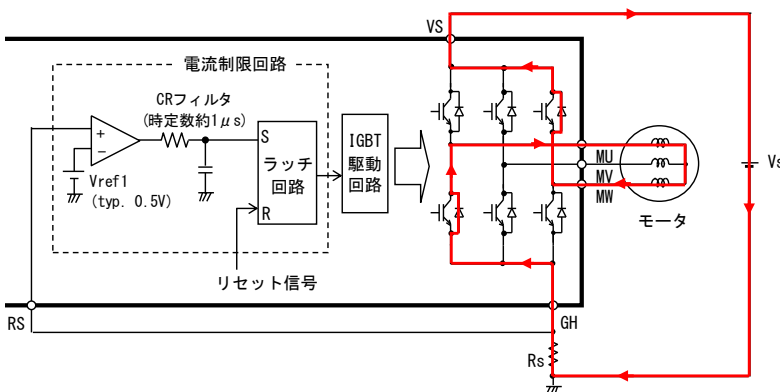 VS
電流制限回路
CRフィルタ
(時定数約1μs)
+
−
S
ラッチ
回路
R
IGBT
駆動
回路
Vref1
(typ. 0.5V)
リセット信号
MU
MV
MW
モータ
Vs
RS
GH
Rs